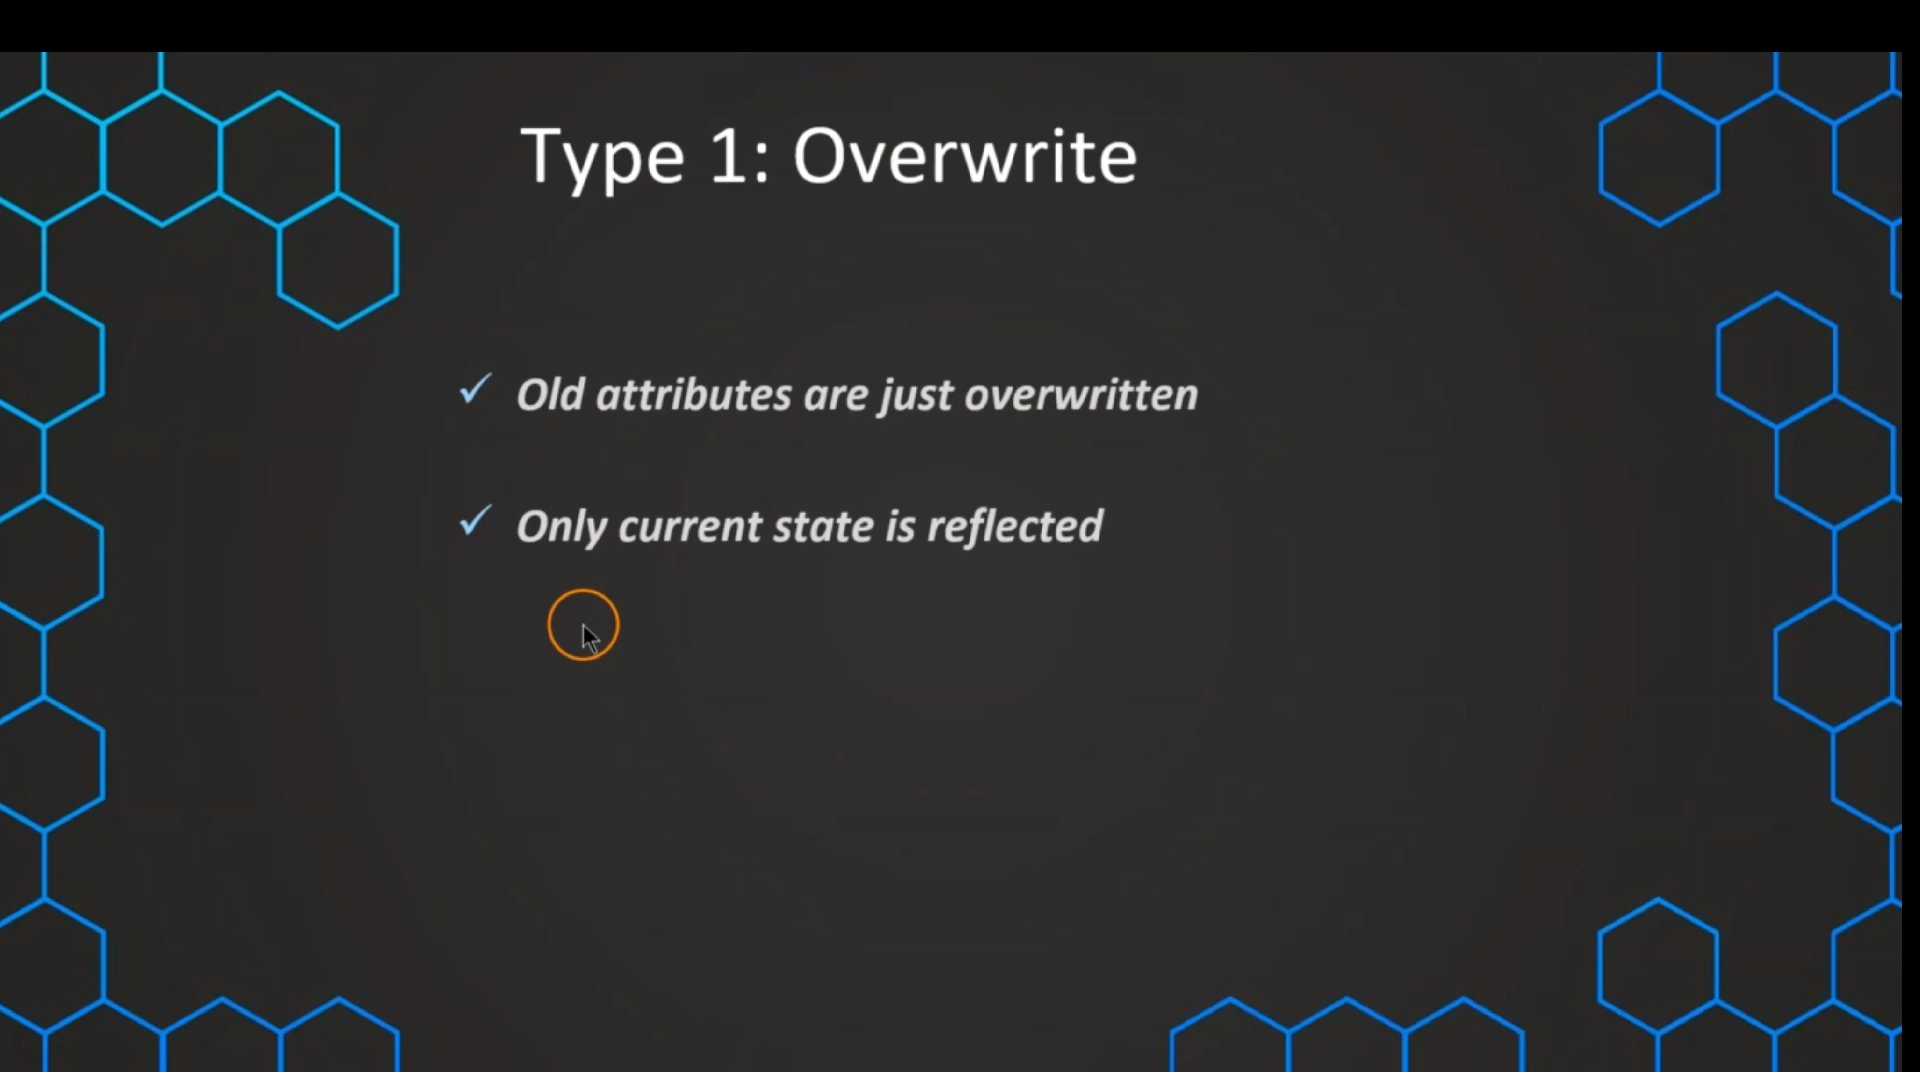 Type 1: Overwrite
Old attributes are just overwritten
Only current state is reflected